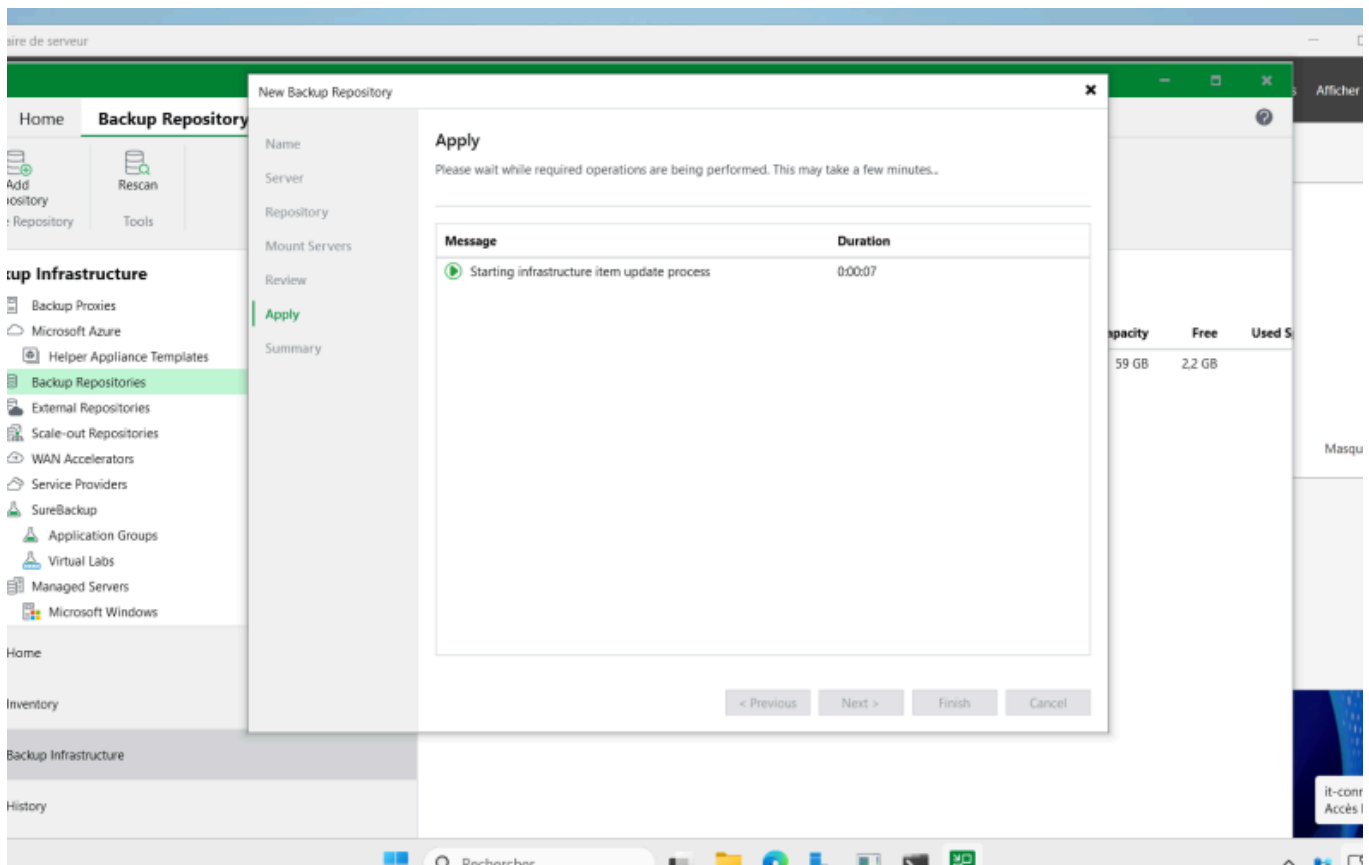 aire de serveur
New Backup Repository
Afficher
Home Backup Repository
Add
Rescan
Repository Tools
Name
Server
Repository
Mount Servers
Review
Apply
Summary
Apply
Please wait while required operations are being performed. This may take a few minutes...
Message Duration
Starting infrastructure item update process 0:00:07
< Previous Next > Finish Cancel
kup Infrastructure
Backup Proxies
Microsoft Azure
Helper Appliance Templates
Backup Repositories
External Repositories
Scale-out Repositories
WAN Accelerators
Service Providers
SureBackup
Application Groups
Virtual Labs
Managed Servers
Microsoft Windows
Home
Inventory
Backup Infrastructure
History
apacity Free Used S
59 GB 2,2 GB
Masqu
it-conn
Accès
Rechercher